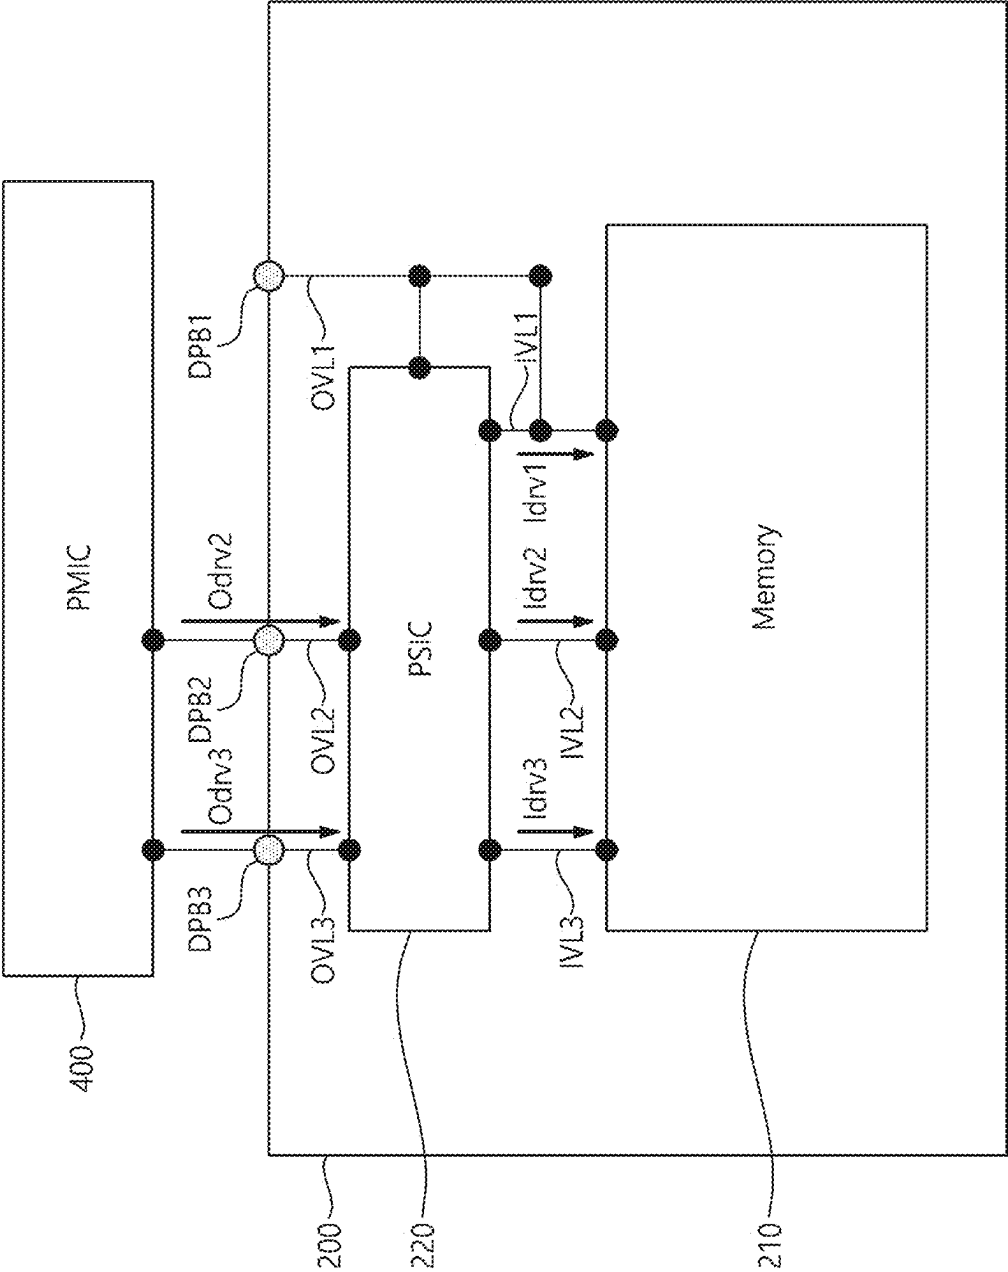 400
PMIC
DPB3
Odrv3
DPB2
Odrv2
DPB1
200
OVL3
OVL2
OVL1
220
PSIC
Idrv3
Idrv2
Idrv1
IVL1
IVL3
IVL2
210
Memory